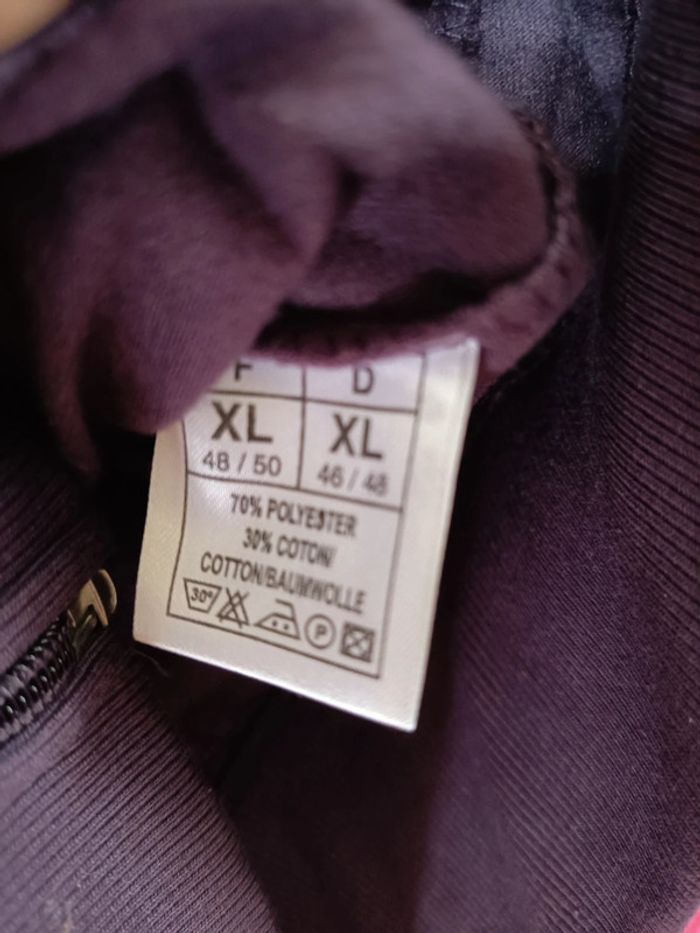 F D
XL XL
48 / 50 46 / 48
70% POLYESTER
30% COTON/
COTTON/BAUMWOLLE
30° P